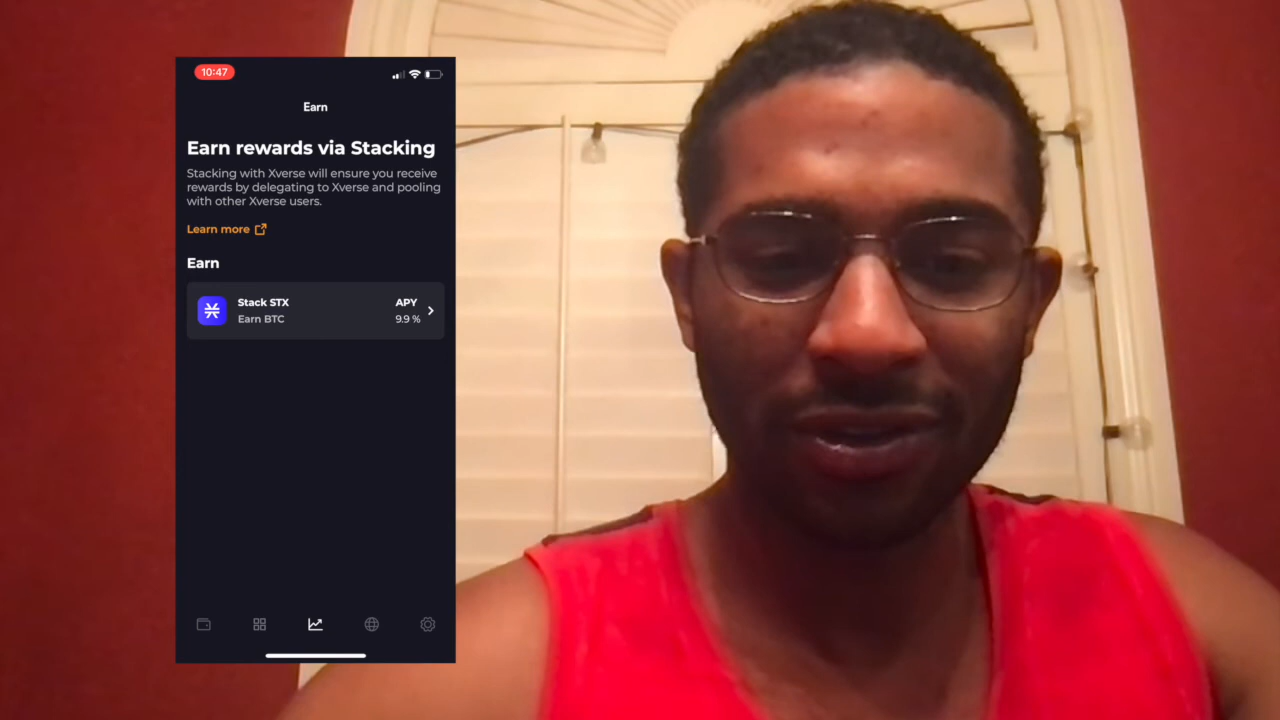 10:47
Earn
Earn rewards via Stacking
Stacking with Xverse will ensure you receive
rewards by delegating to Xverse and pooling
with other Xverse users.
Learn more
Earn
Stack STX
APY
Earn BTC
9.9 %